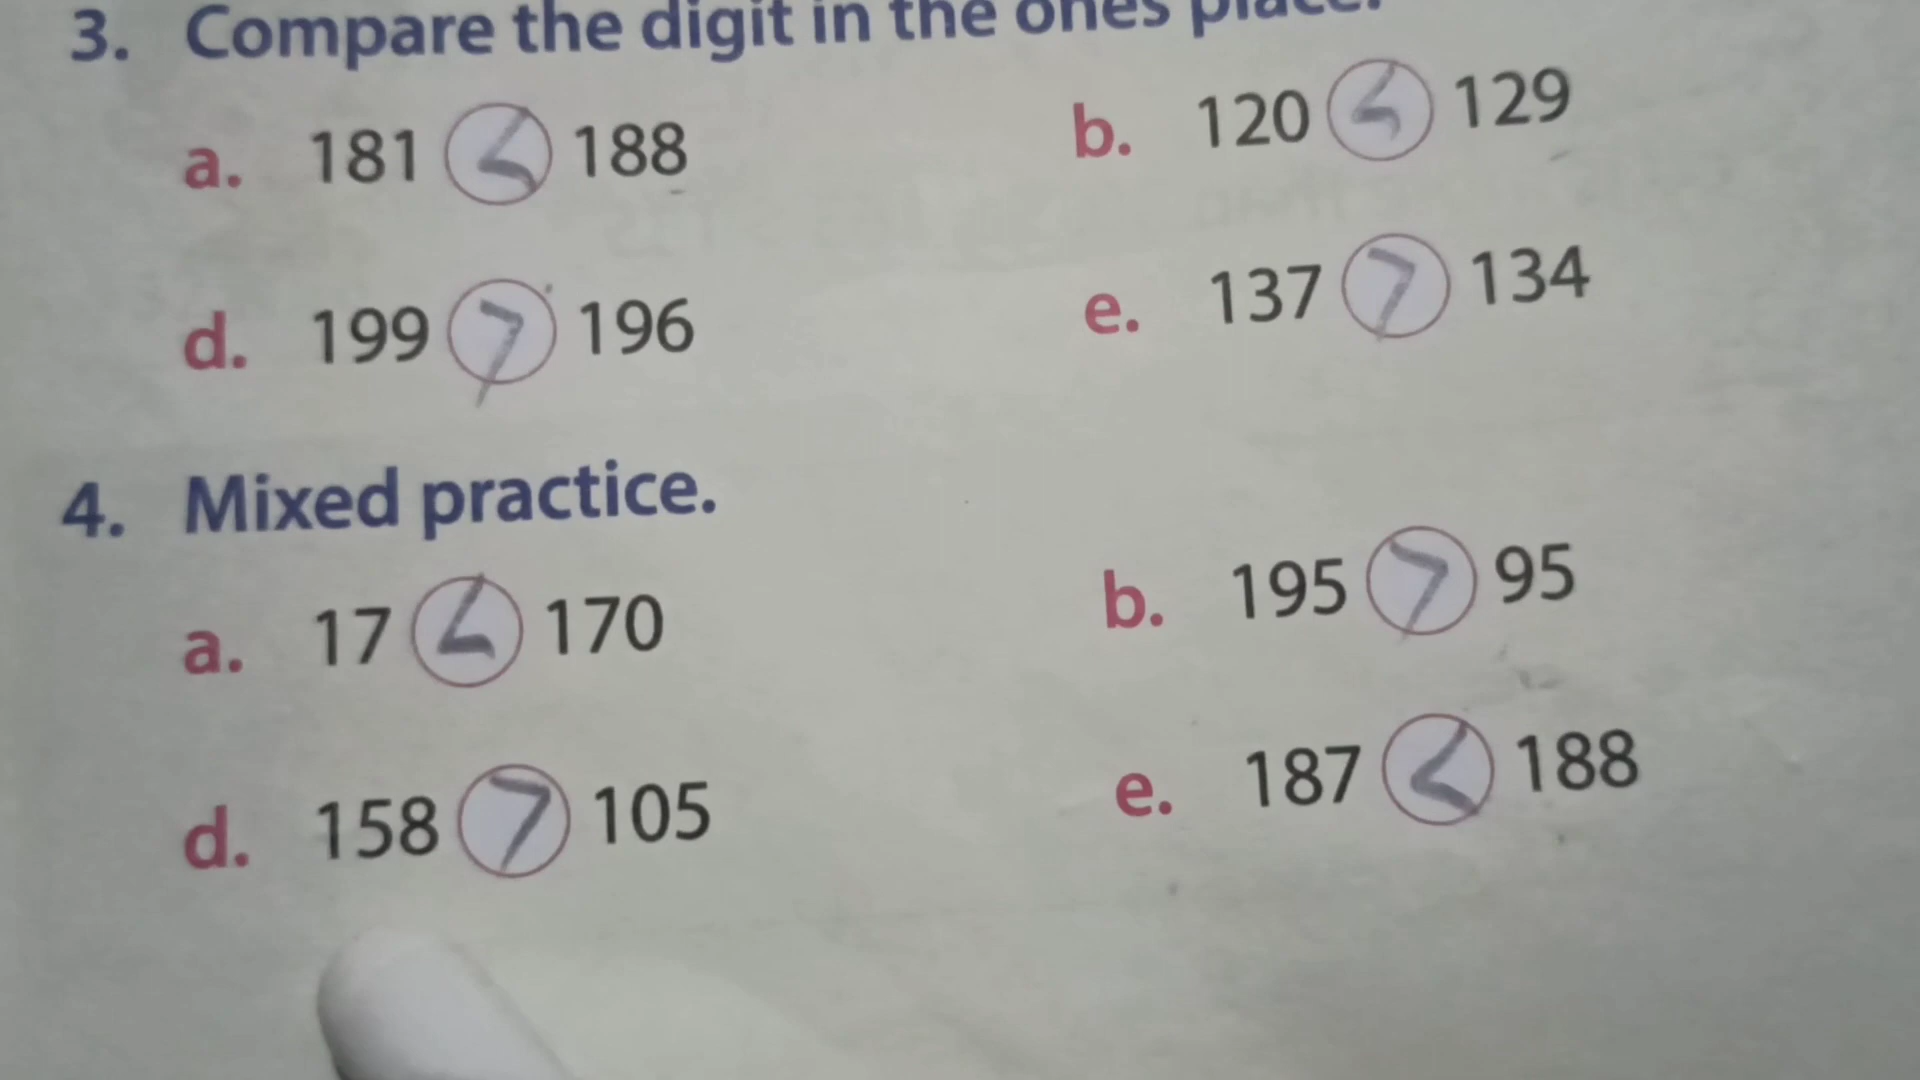 3. Compare the digit in the ones place.
a. 181 < 188 b. 120 < 129
d. 199 > 196 e. 137 > 134
4. Mixed practice.
a. 17 < 170 b. 195 > 95
d. 158 > 105 e. 187 < 188